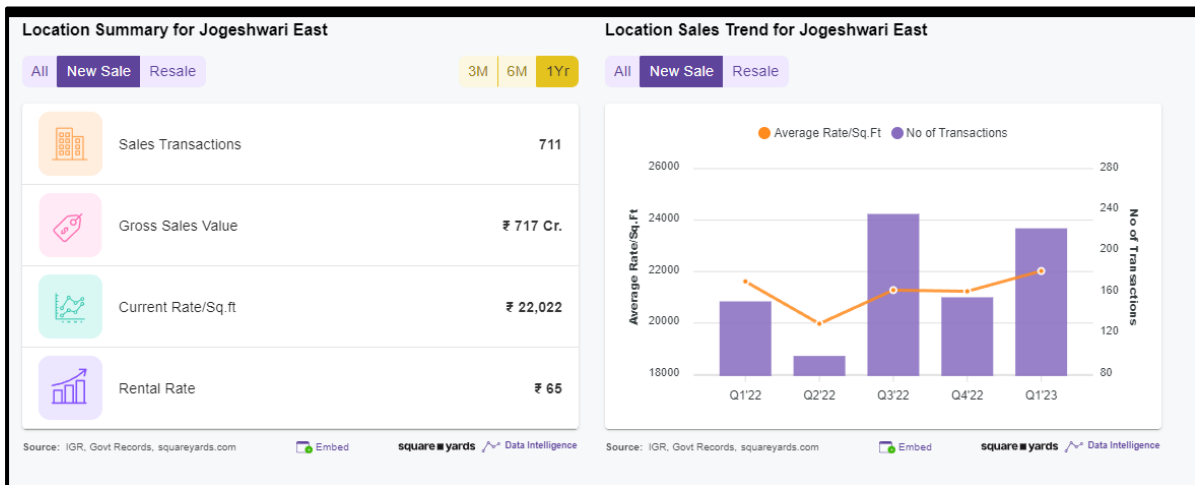 Location Summary for Jogeshwari East
All New Sale Resale 3M 6M 1Yr
Sales Transactions 711
Gross Sales Value ₹ 717 Cr.
Current Rate/Sq.ft ₹ 22,022
Rental Rate ₹ 65
Source: IGR, Govt Records, squareyards.com Embed square yards Data Intelligence
Location Sales Trend for Jogeshwari East
All New Sale Resale
Average Rate/Sq.Ft No of Transactions
26000 280
24000 240
22000 200
20000 160
18000 120
80
Average Rate/Sq.Ft
No of Transactions
Q1'22 Q2'22 Q3'22 Q4'22 Q1'23
Source: IGR, Govt Records, squareyards.com Embed square yards Data Intelligence